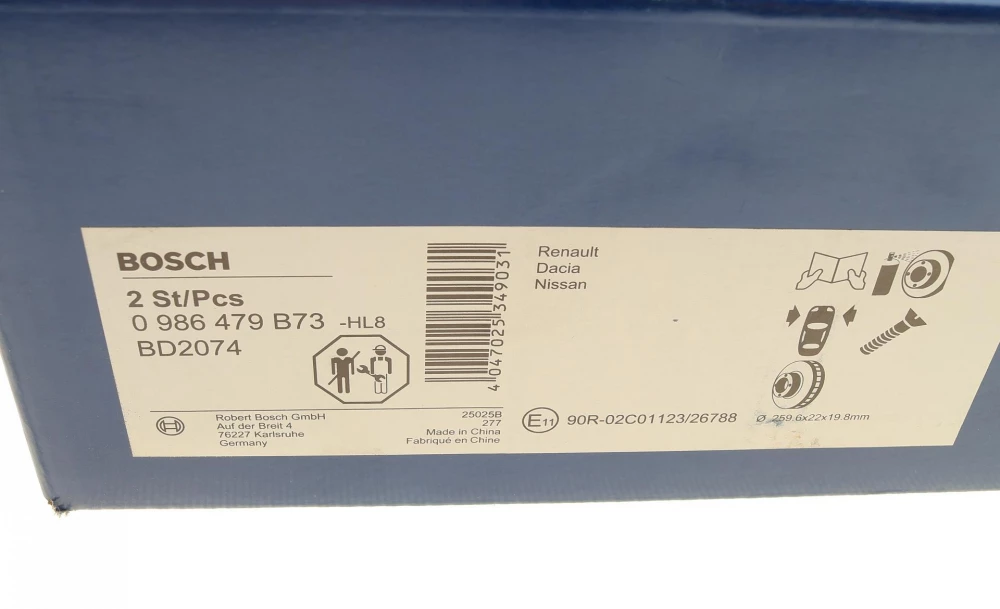 BOSCH
2 St/Pcs
0 986 479 B73 -HL8
BD2074
4 047025 349031
Robert Bosch GmbH
Auf der Breit 4
76227 Karlsruhe
Germany
25025B
277
Made in China
Fabriqué en Chine
Renault
Dacia
Nissan
E11 90R-02C01123/26788
Ø 259.6x22x19.8mm